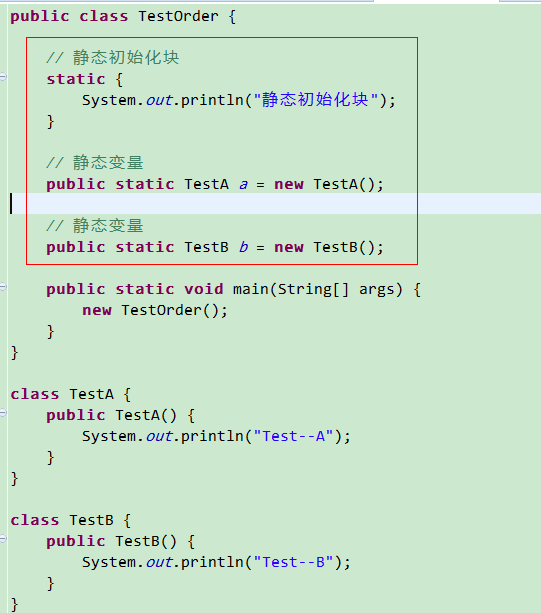 public class TestOrder {
// 静态初始化块
static {
System.out.println("静态初始化块");
}
// 静态变量
public static TestA a = new TestA();
// 静态变量
public static TestB b = new TestB();
public static void main(String[] args) {
new TestOrder();
}
}
class TestA {
public TestA() {
System.out.println("Test--A");
}
}
class TestB {
public TestB() {
System.out.println("Test--B");
}
}